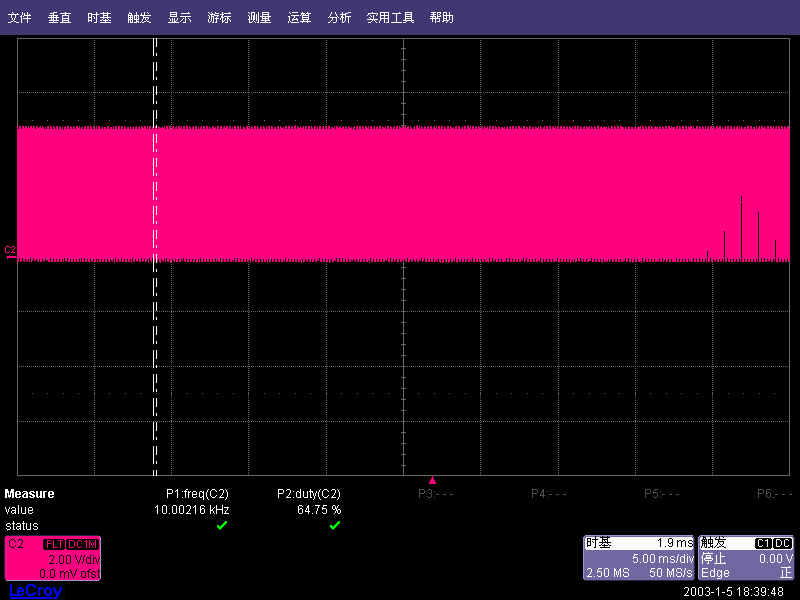 文件 垂直 时基 触发 显示 游标 测量 运算 分析 实用工具 帮助
C2
Measure P1:freq(C2) P2:duty(C2) P3:- - - P4:- - - P5:- - - P6:- - -
value 10.00216 kHz 64.75 %
status
C2 FLT DC1M
2.00 V/div
0.0 mV ofst
时基 1.9 ms
5.00 ms/div
2.50 MS 50 MS/s
触发 C1 DC
停止 0.00 V
Edge 正
LeCroy
2003-1-5 18:39:48